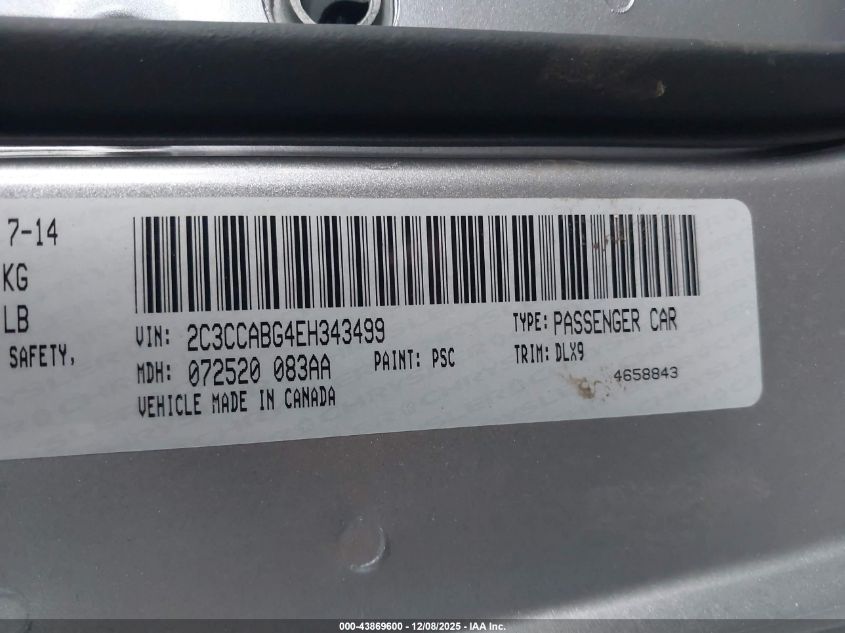 7-14
KG
LB
SAFETY,
VIN: 2C3CCABG4EH343499
TYPE: PASSENGER CAR
MDH: 072520 083AA
PAINT: PSC
TRIM: DLX9
4658843
VEHICLE MADE IN CANADA
000-43869600 - 12/08/2025 - IAA Inc.